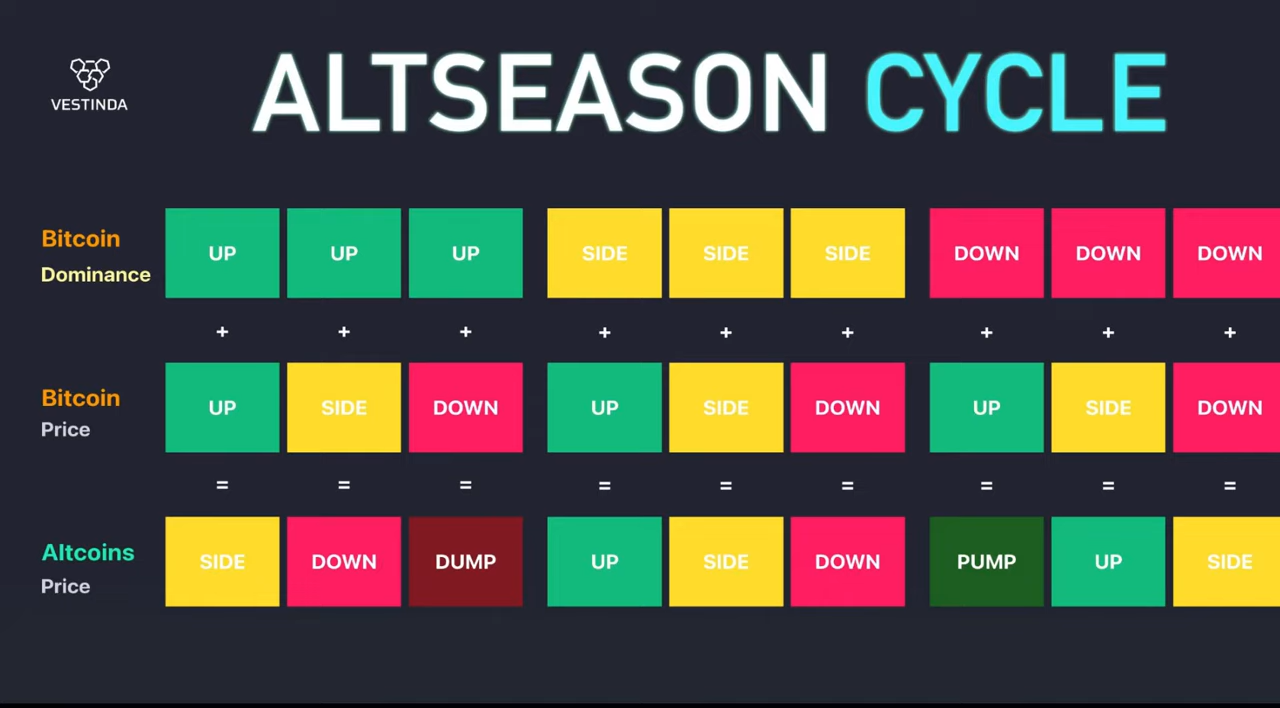 ALTSEASON CYCLE
VESTINDA
Bitcoin
Dominance
UP UP UP SIDE SIDE SIDE DOWN DOWN DOWN
+ + + + + + + + +
Bitcoin
Price
UP SIDE DOWN UP SIDE DOWN UP SIDE DOWN
= = = = = = = = =
Altcoins
Price
SIDE DOWN DUMP UP SIDE DOWN PUMP UP SIDE